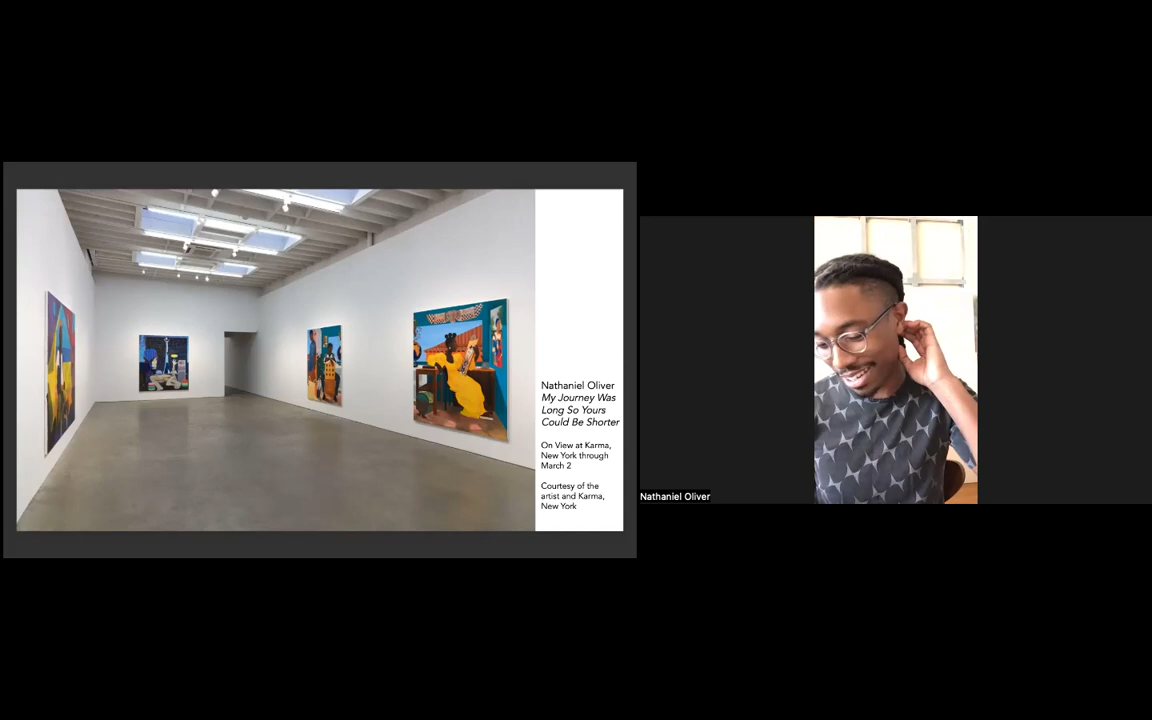 Nathaniel Oliver
My Journey Was
Long So Yours
Could Be Shorter
On View at Karma,
New York through
March 2
Courtesy of the
artist and Karma,
New York
Nathaniel Oliver